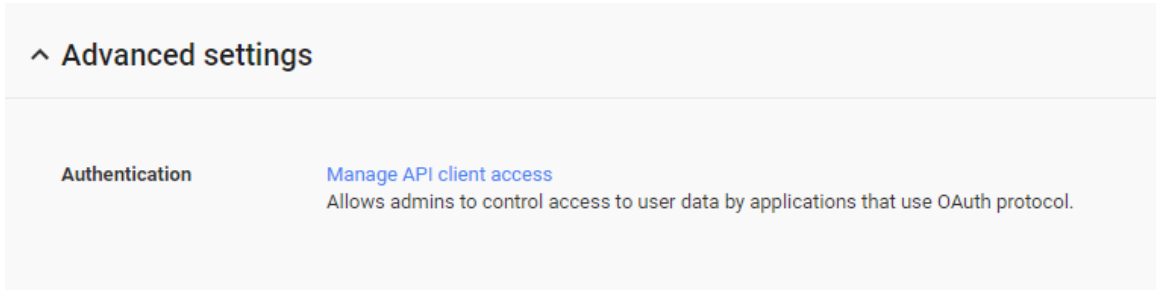 Advanced settings
Authentication
Manage API client access
Allows admins to control access to user data by applications that use OAuth protocol.